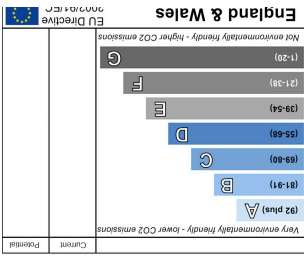 Current Potential
Very environmentally friendly - lower CO2 emissions
(92 plus) A
(81-91) B
(69-80) C
(55-68) D
(39-54) E
(21-38) F
(1-20) G
Not environmentally friendly - higher CO2 emissions
England & Wales
EU Directive
2002/91/EC